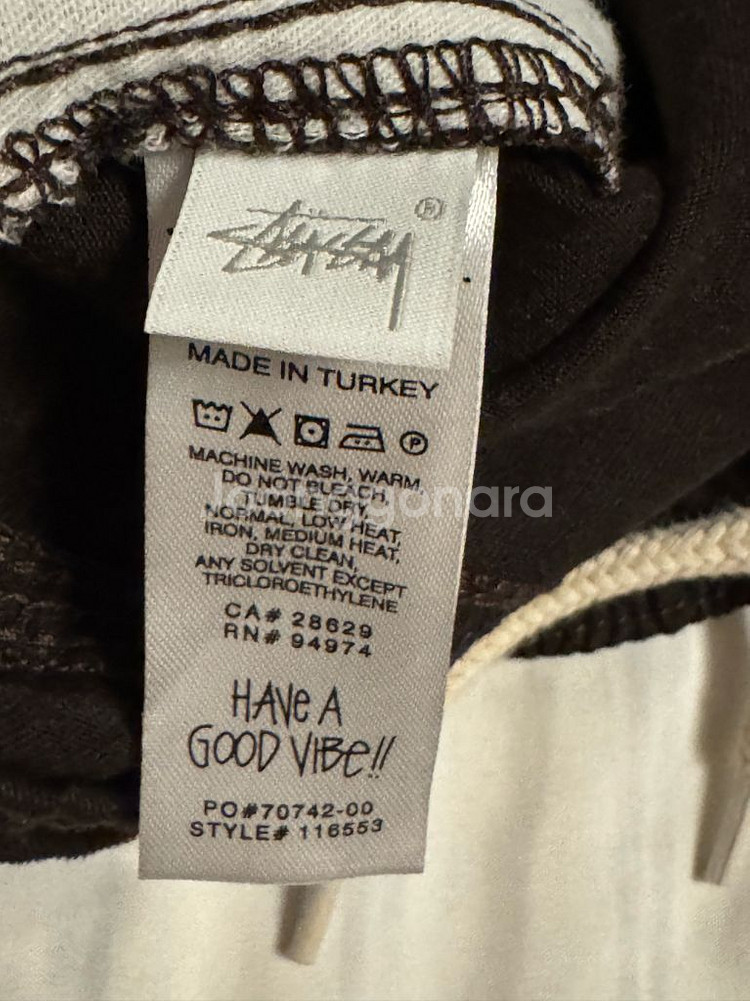 STÜSSY ®
MADE IN TURKEY
P
MACHINE WASH, WARM,
DO NOT BLEACH,
TUMBLE DRY,
NORMAL, LOW HEAT,
IRON, MEDIUM HEAT,
DRY CLEAN,
ANY SOLVENT EXCEPT
TRICLOROETHYLENE
CA# 28629
RN# 94974
HAVE A
GOOD VIBE!!
PO#70742-00
STYLE# 116553